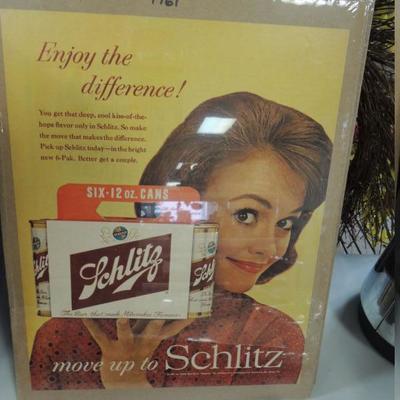 1961
Enjoy the
difference!
You get that deep, cool kiss-of-the-
hops flavor only in Schlitz. So make
the move that makes the difference.
Pick up Schlitz today—in the bright
new 6-Pak. Better get a couple.
SIX-12 OZ. CANS
Schlitz
The Beer that made Milwaukee Famous
move up to Schlitz